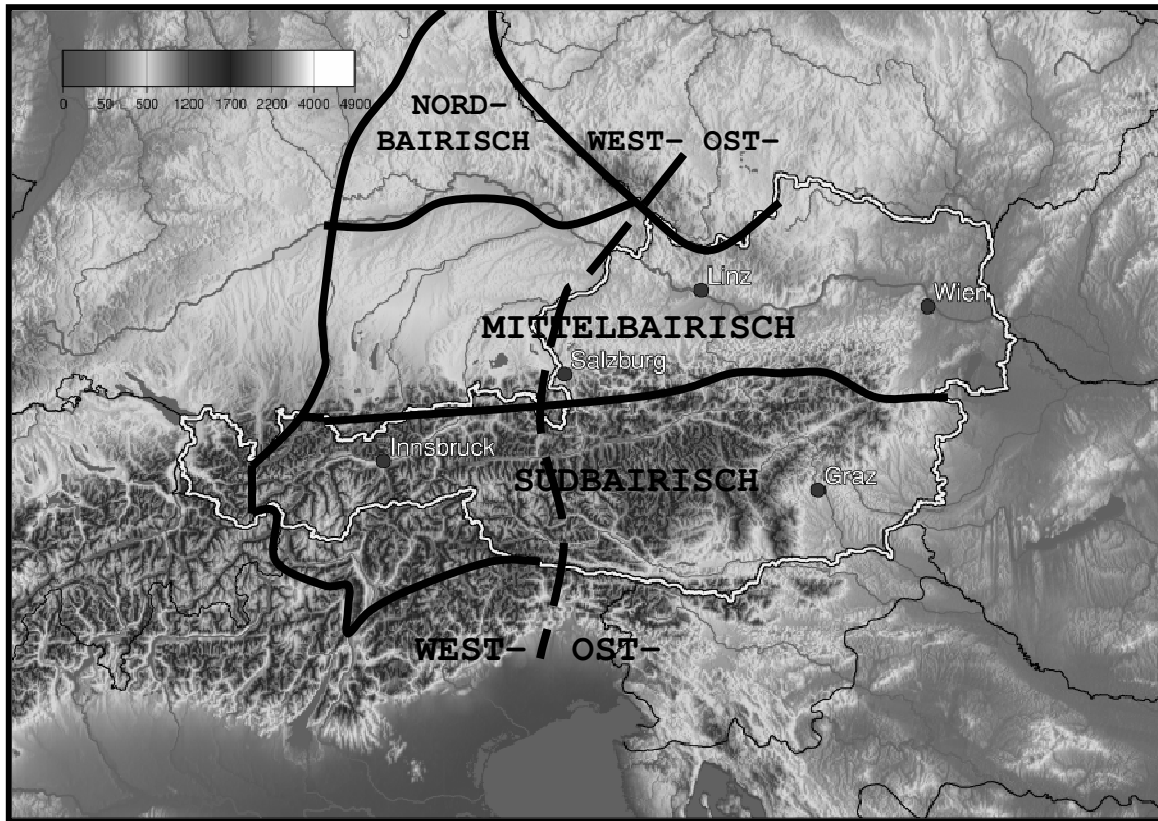 0 50 500 1200 1700 2200 4000 4900
NORD-
BAIRISCH
WEST- OST-
Linz
Wien
MITTELBAIRISCH
Salzburg
Innsbruck
SÜDBAIRISCH
Graz
WEST- OST-